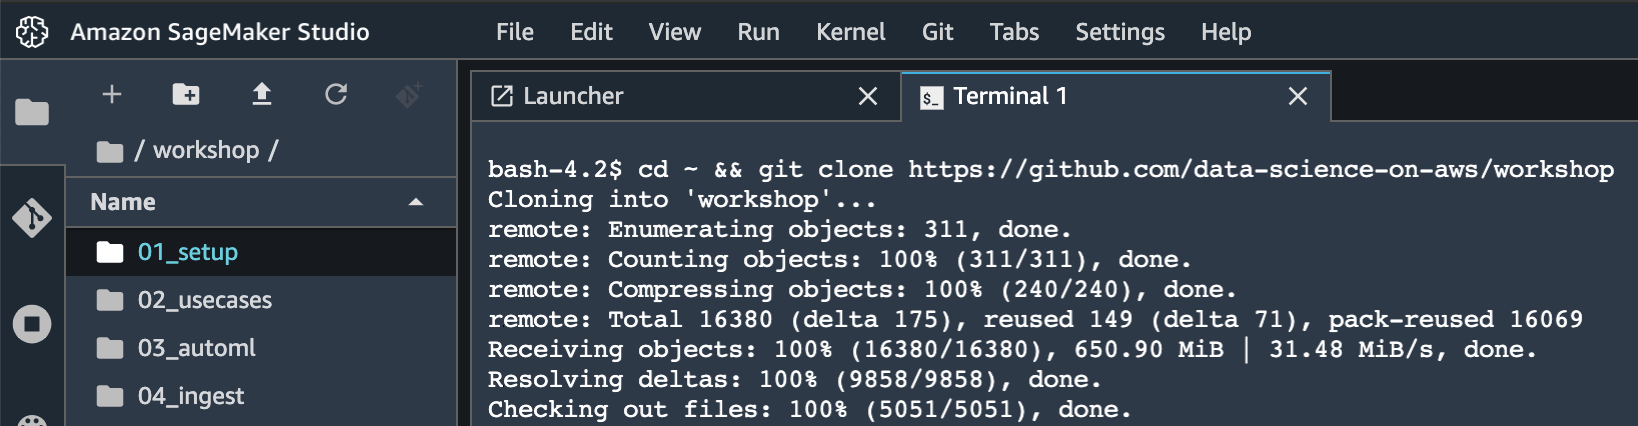 Amazon SageMaker Studio File Edit View Run Kernel Git Tabs Settings Help
/ workshop /
Name
01_setup
02_usecases
03_automl
04_ingest
Launcher
$_ Terminal 1
bash-4.2$ cd ~ && git clone https://github.com/data-science-on-aws/workshop
Cloning into 'workshop'...
remote: Enumerating objects: 311, done.
remote: Counting objects: 100% (311/311), done.
remote: Compressing objects: 100% (240/240), done.
remote: Total 16380 (delta 175), reused 149 (delta 71), pack-reused 16069
Receiving objects: 100% (16380/16380), 650.90 MiB | 31.48 MiB/s, done.
Resolving deltas: 100% (9858/9858), done.
Checking out files: 100% (5051/5051), done.